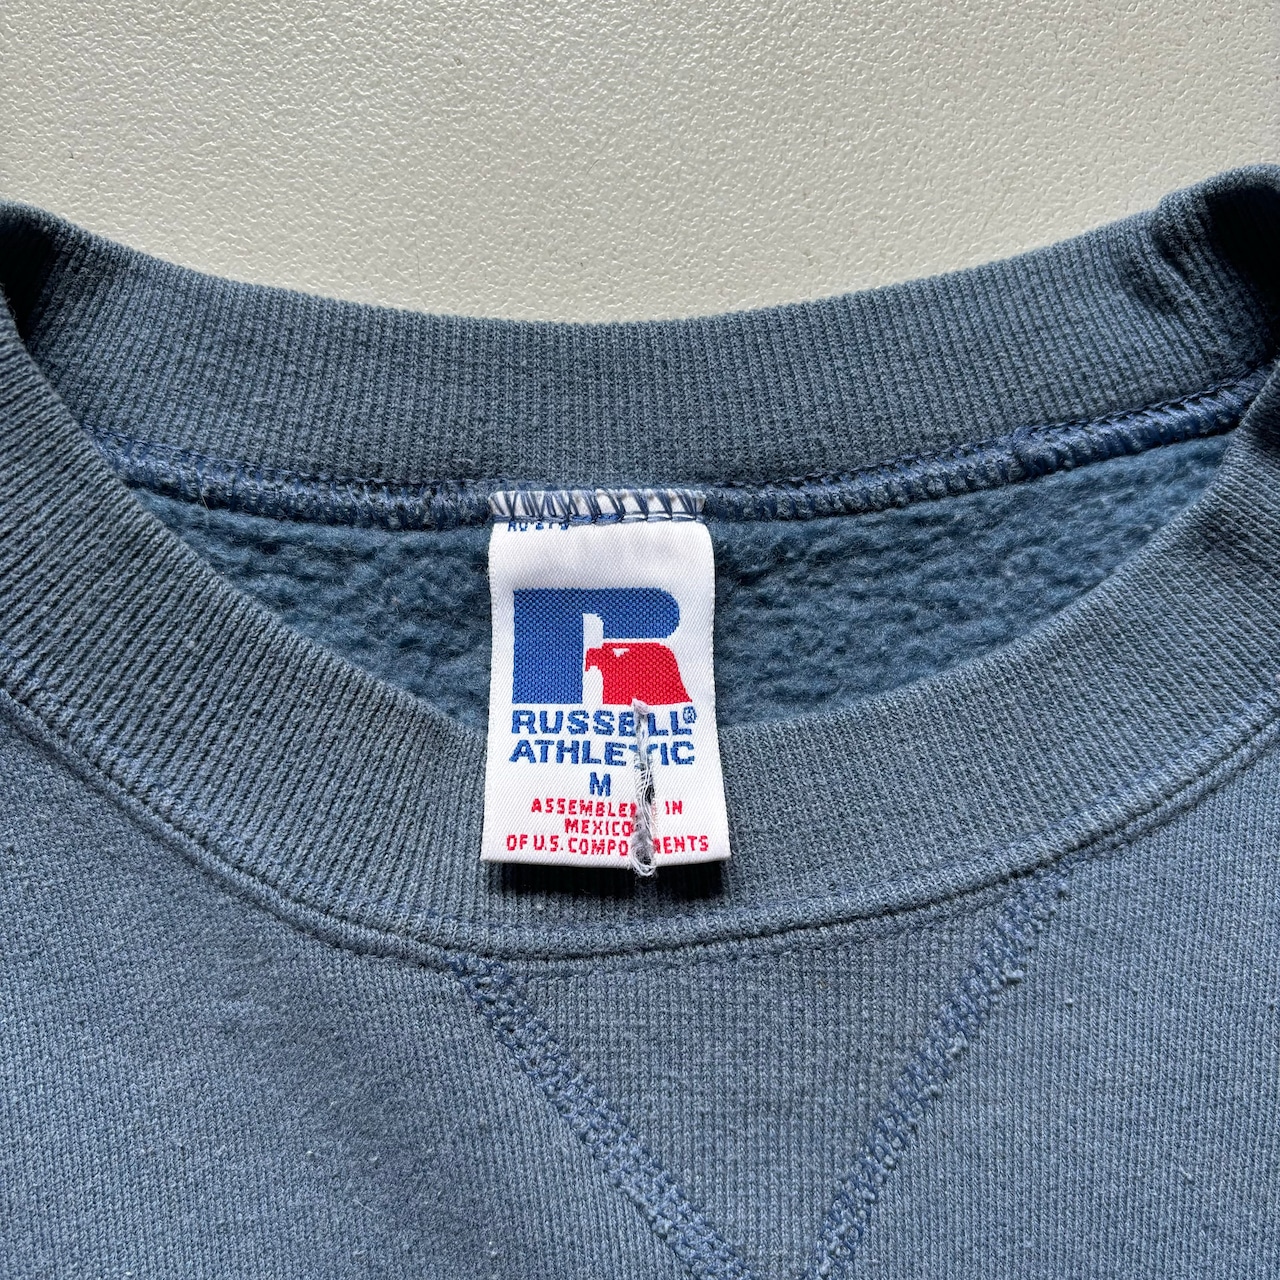 R
RUSSELL®
ATHLETIC
M
ASSEMBLED IN
MEXICO
OF U.S. COMPONENTS